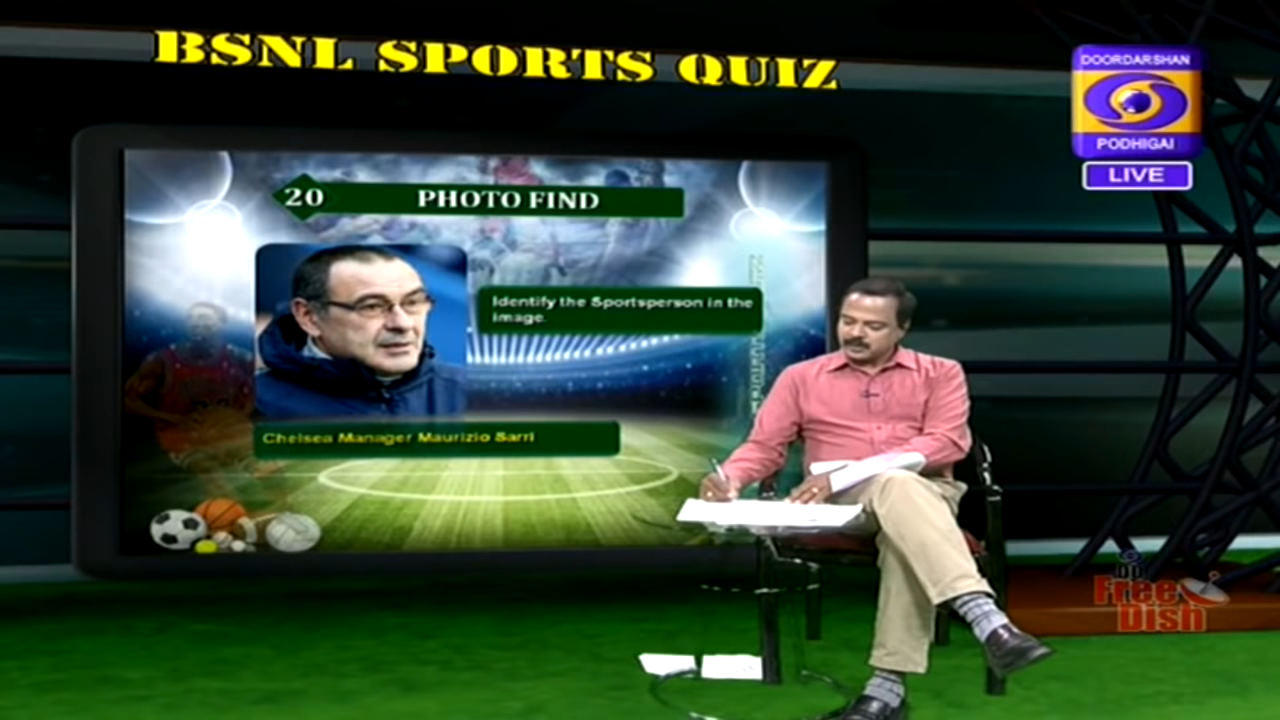 BSNL SPORTS QUIZ
DOORDARSHAN
PODHIGAI
LIVE
20 PHOTO FIND
Identify the Sportsperson in the
image.
Chelsea Manager Maurizio Sarri
DD
Free
Dish